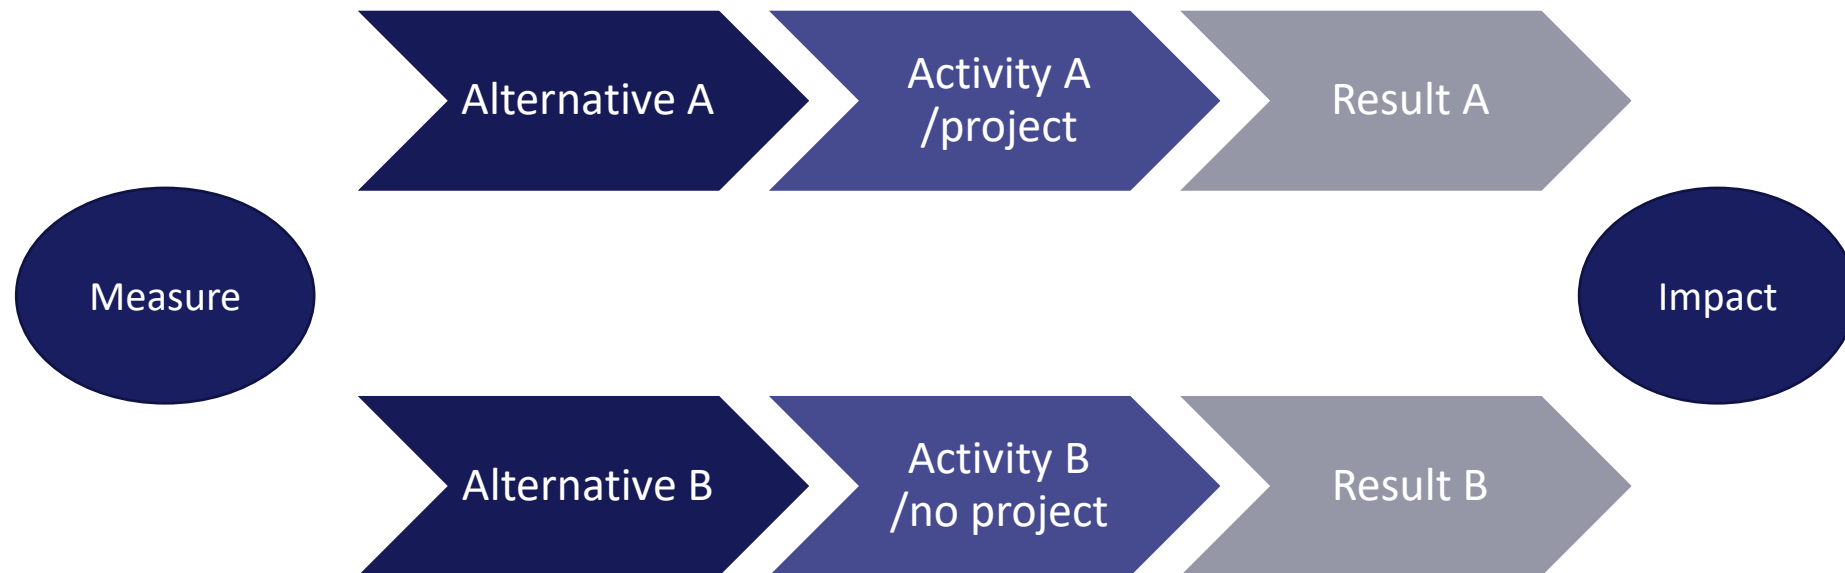 Alternative A
Activity A
/project
Result A
Measure
Impact
Alternative B
Activity B
/no project
Result B